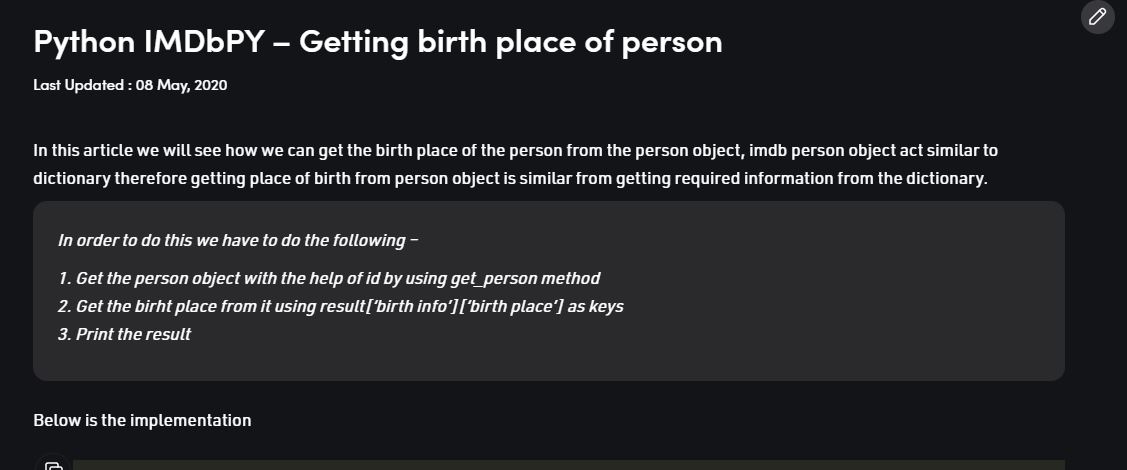 Python IMDbPY – Getting birth place of person
Last Updated : 08 May, 2020
In this article we will see how we can get the birth place of the person from the person object, imdb person object act similar to
dictionary therefore getting place of birth from person object is similar from getting required information from the dictionary.
In order to do this we have to do the following –
1. Get the person object with the help of id by using get_person method
2. Get the birht place from it using result[‘birth info’][‘birth place’] as keys
3. Print the result
Below is the implementation